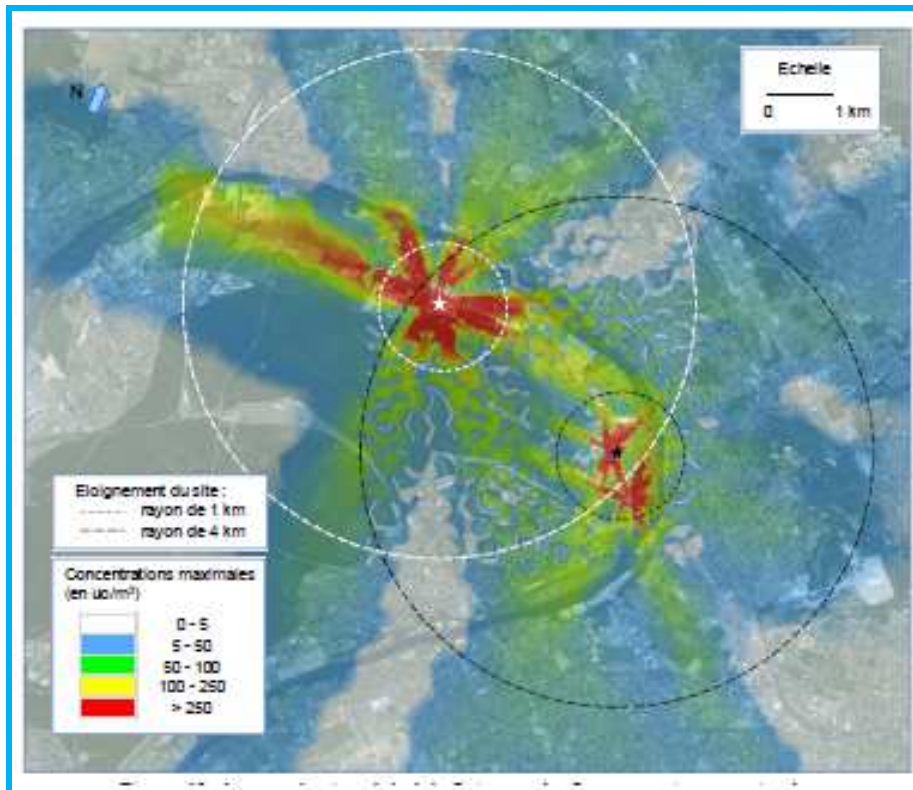 N
Echelle
0 1 km
Eloignement du site :
rayon de 1 km
rayon de 4 km
Concentrations maximales
(en uo/m³)
0 - 5
5 - 50
50 - 100
100 - 250
> 250